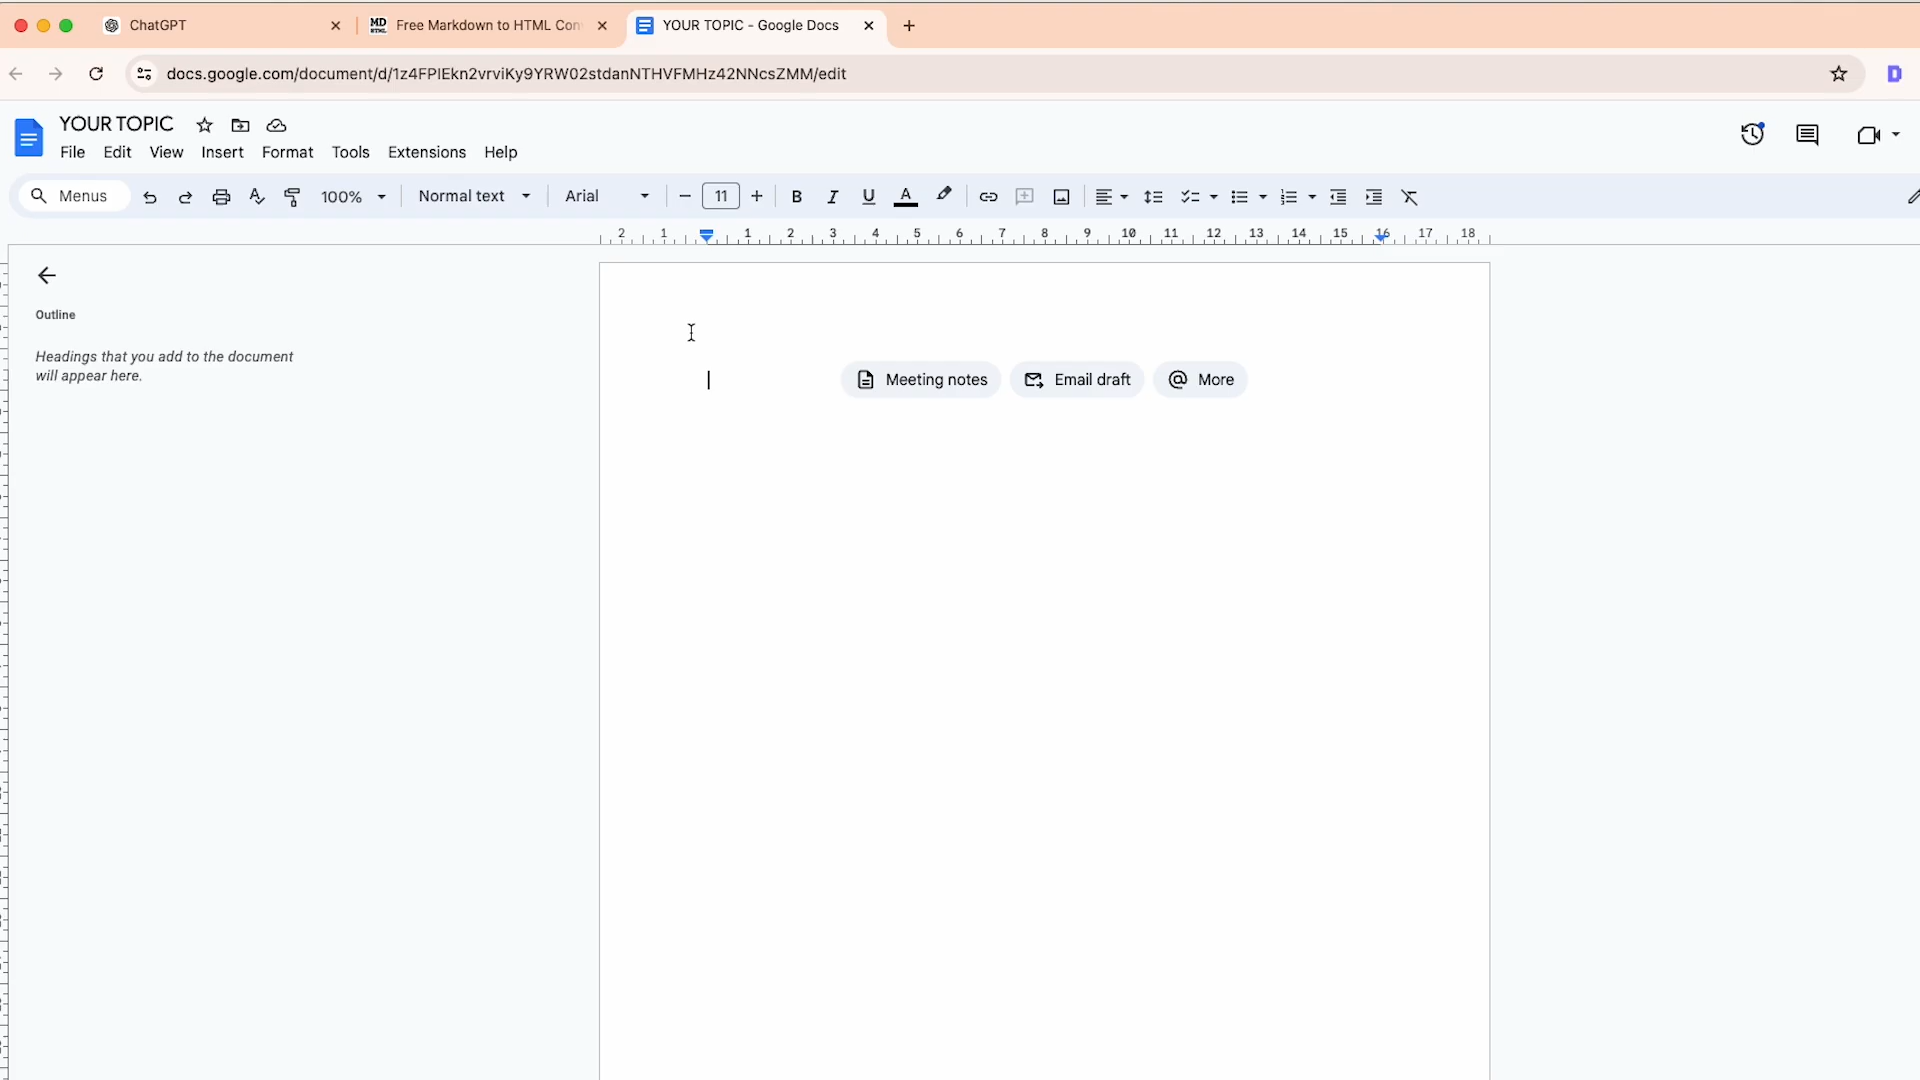 ChatGPT
MD HTML Free Markdown to HTML Con
YOUR TOPIC - Google Docs
docs.google.com/document/d/1z4FPIEkn2vrviKy9YRW02stdanNTHVFMHz42NNcsZMM/edit
D
YOUR TOPIC
File Edit View Insert Format Tools Extensions Help
Menus 100% Normal text Arial 11 B I U A
2 1 1 2 3 4 5 6 7 8 9 10 11 12 13 14 15 16 17 18
Outline
Headings that you add to the document
will appear here.
Meeting notes Email draft More